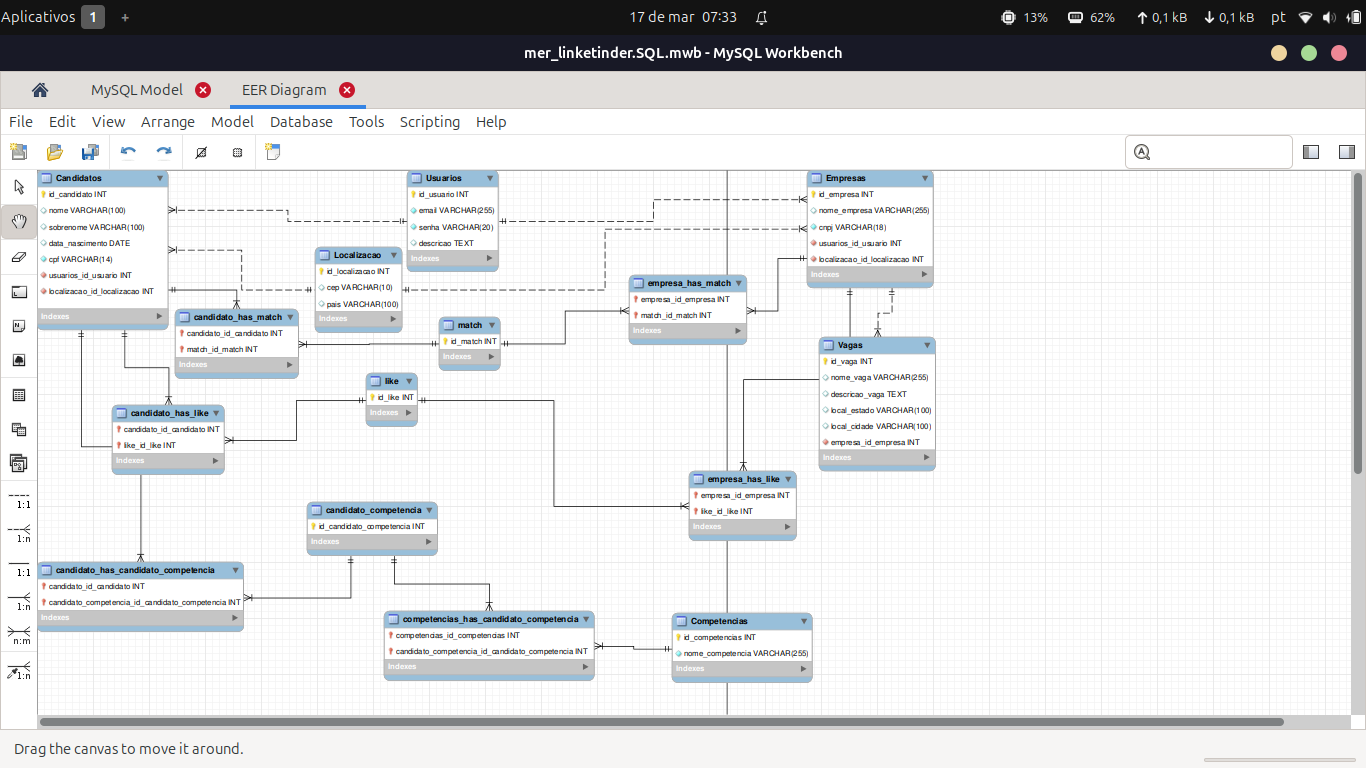 Aplicativos 1 +
17 de mar 07:33
13% 62% 0,1 kB 0,1 kB pt
mer_linketinder.SQL.mwb - MySQL Workbench
MySQL Model
EER Diagram
File Edit View Arrange Model Database Tools Scripting Help
1:1
1:n
1:1
1:n
n:m
1:n
Candidatos
id_candidato INT
nome VARCHAR(100)
sobrenome VARCHAR(100)
data_nascimento DATE
cpf VARCHAR(14)
usuarios_id_usuario INT
localizacao_id_localizacao INT
Indexes
Usuarios
id_usuario INT
email VARCHAR(255)
senha VARCHAR(20)
descricao TEXT
Indexes
Empresas
id_empresa INT
nome_empresa VARCHAR(255)
cnpj VARCHAR(18)
usuarios_id_usuario INT
localizacao_id_localizacao INT
Indexes
Localizacao
id_localizacao INT
cep VARCHAR(10)
pais VARCHAR(100)
Indexes
empresa_has_match
empresa_id_empresa INT
match_id_match INT
Indexes
candidato_has_match
candidato_id_candidato INT
match_id_match INT
Indexes
match
id_match INT
Indexes
Vagas
id_vaga INT
nome_vaga VARCHAR(255)
descricao_vaga TEXT
local_estado VARCHAR(100)
local_cidade VARCHAR(100)
empresa_id_empresa INT
Indexes
like
id_like INT
Indexes
candidato_has_like
candidato_id_candidato INT
like_id_like INT
Indexes
empresa_has_like
empresa_id_empresa INT
like_id_like INT
Indexes
candidato_competencia
id_candidato_competencia INT
Indexes
candidato_has_candidato_competencia
candidato_id_candidato INT
candidato_competencia_id_candidato_competencia INT
Indexes
competencias_has_candidato_competencia
competencias_id_competencias INT
candidato_competencia_id_candidato_competencia INT
Indexes
Competencias
id_competencias INT
nome_competencia VARCHAR(255)
Indexes
Drag the canvas to move it around.